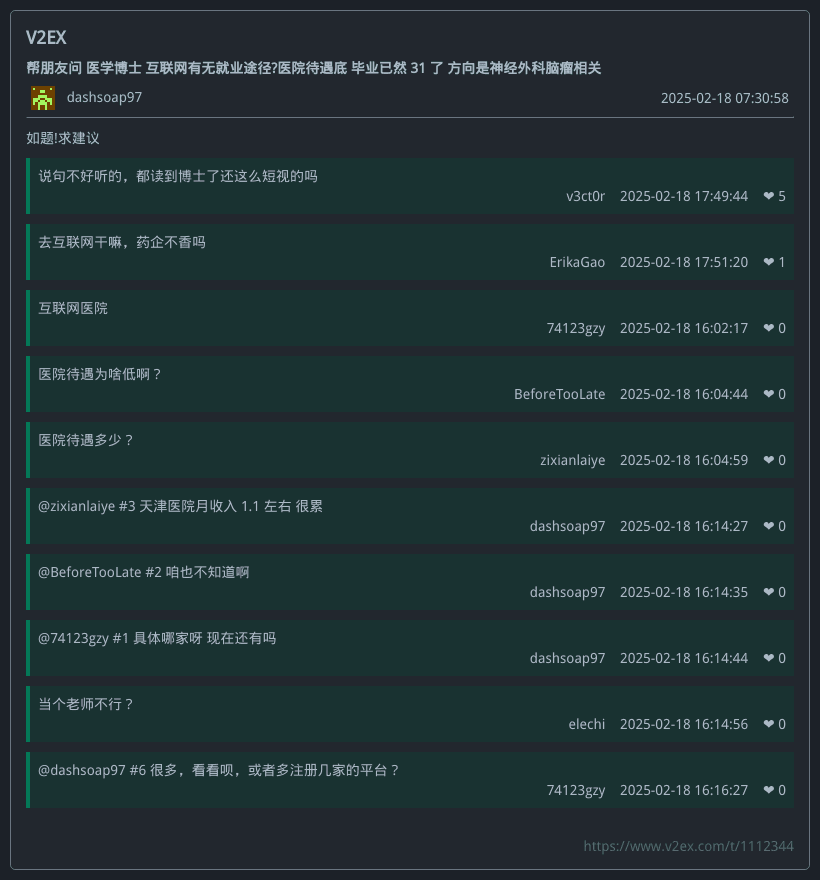 V2EX
帮朋友问 医学博士 互联网有无就业途径?医院待遇底 毕业已然 31 了 方向是神经外科脑瘤相关
dashsoap97 2025-02-18 07:30:58
如题!求建议
说句不好听的，都读到博士了还这么短视的吗
v3ct0r 2025-02-18 17:49:44 ❤ 5
去互联网干嘛，药企不香吗
ErikaGao 2025-02-18 17:51:20 ❤ 1
互联网医院
74123gzy 2025-02-18 16:02:17 ❤ 0
医院待遇为啥低啊？
BeforeTooLate 2025-02-18 16:04:44 ❤ 0
医院待遇多少？
zixianlaiye 2025-02-18 16:04:59 ❤ 0
@zixianlaiye #3 天津医院月收入 1.1 左右 很累
dashsoap97 2025-02-18 16:14:27 ❤ 0
@BeforeTooLate #2 咱也不知道啊
dashsoap97 2025-02-18 16:14:35 ❤ 0
@74123gzy #1 具体哪家呀 现在还有吗
dashsoap97 2025-02-18 16:14:44 ❤ 0
当个老师不行？
elechi 2025-02-18 16:14:56 ❤ 0
@dashsoap97 #6 很多，看看呗，或者多注册几家的平台？
74123gzy 2025-02-18 16:16:27 ❤ 0
https://www.v2ex.com/t/1112344